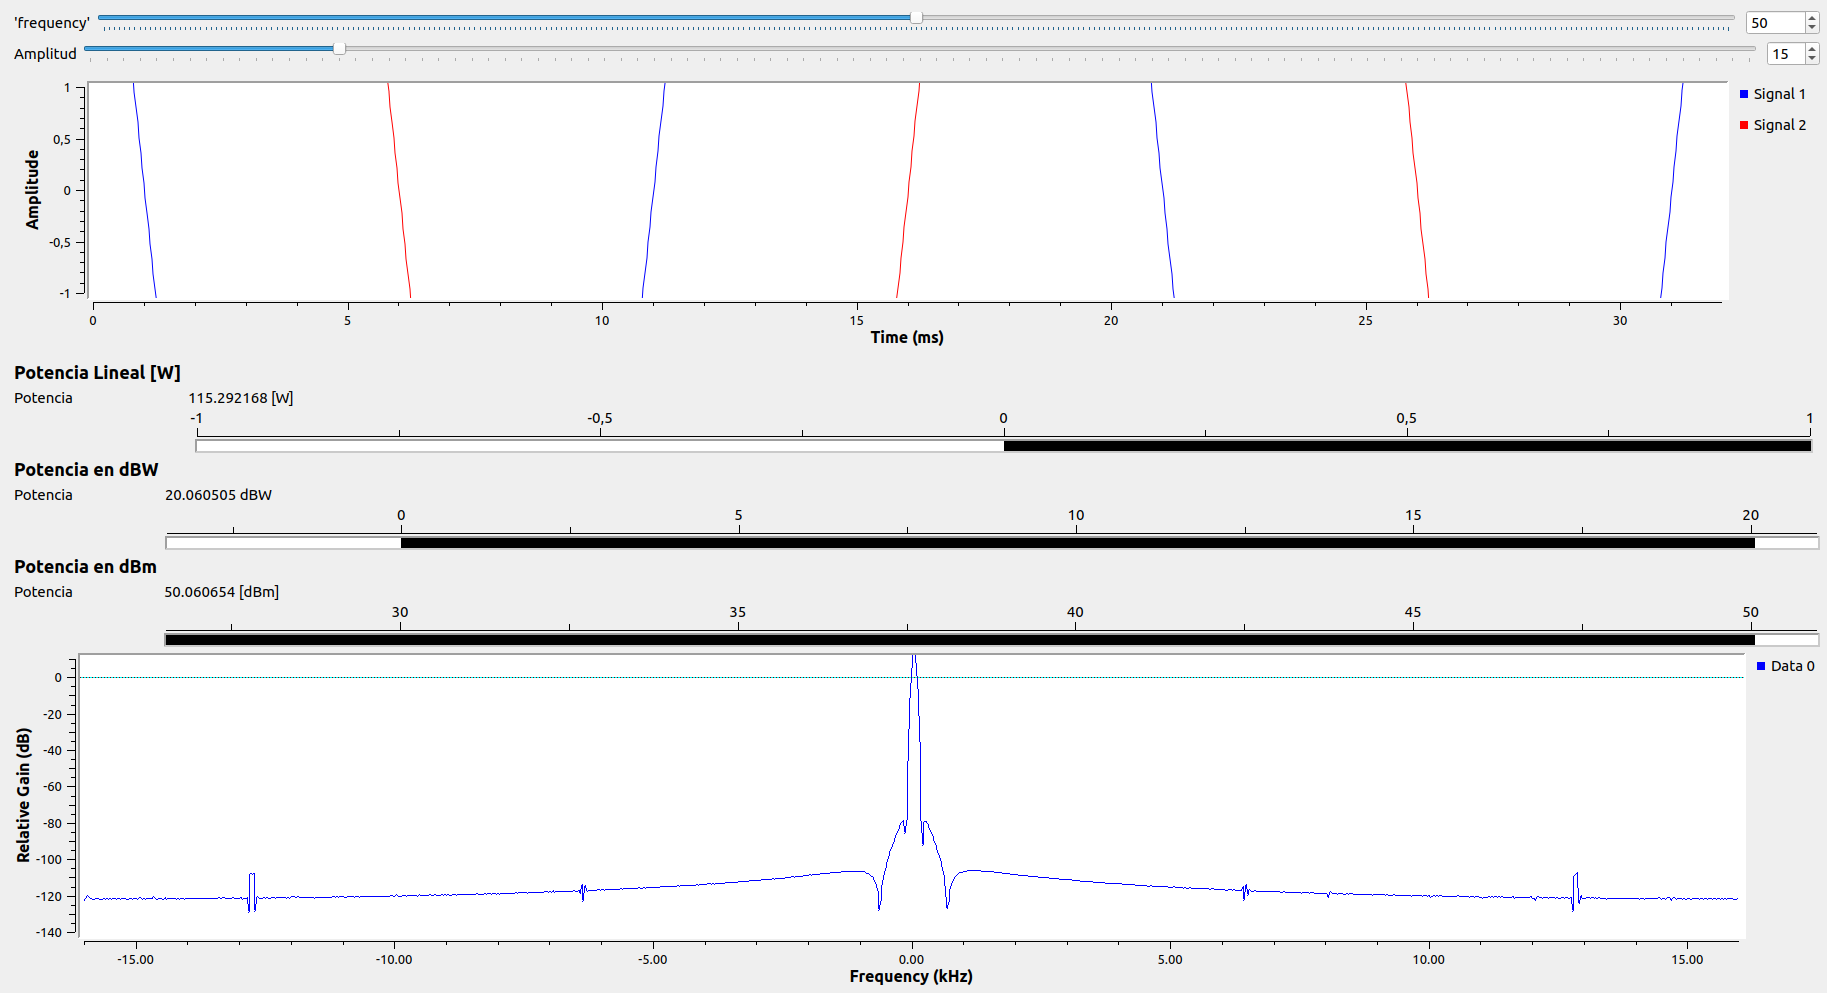 'frequency' 50
Amplitud 15
1
0,5
0
-0,5
-1
Amplitude
Signal 1
Signal 2
0 5 10 15 20 25 30
Time (ms)
Potencia Lineal [W]
Potencia 115.292168 [W]
-1 -0,5 0 0,5 1
Potencia en dBW
Potencia 20.060505 dBW
0 5 10 15 20
Potencia en dBm
Potencia 50.060654 [dBm]
30 35 40 45 50
0
-20
-40
-60
-80
-100
-120
-140
Relative Gain (dB)
Data 0
-15.00 -10.00 -5.00 0.00 5.00 10.00 15.00
Frequency (kHz)